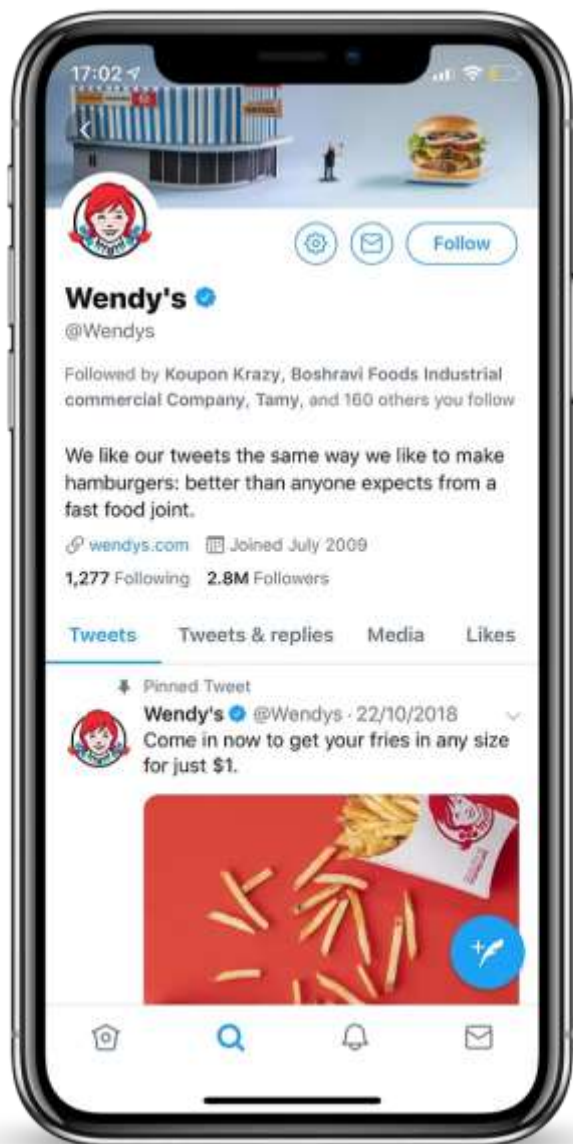 17:02
Follow
Wendy's
@Wendys
Followed by Koupon Krazy, Boshravi Foods Industrial
commercial Company, Tamy, and 160 others you follow
We like our tweets the same way we like to make
hamburgers: better than anyone expects from a
fast food joint.
wendys.com Joined July 2009
1,277 Following 2.8M Followers
Tweets Tweets & replies Media Likes
Pinned Tweet
Wendy's @Wendys · 22/10/2018
Come in now to get your fries in any size
for just $1.